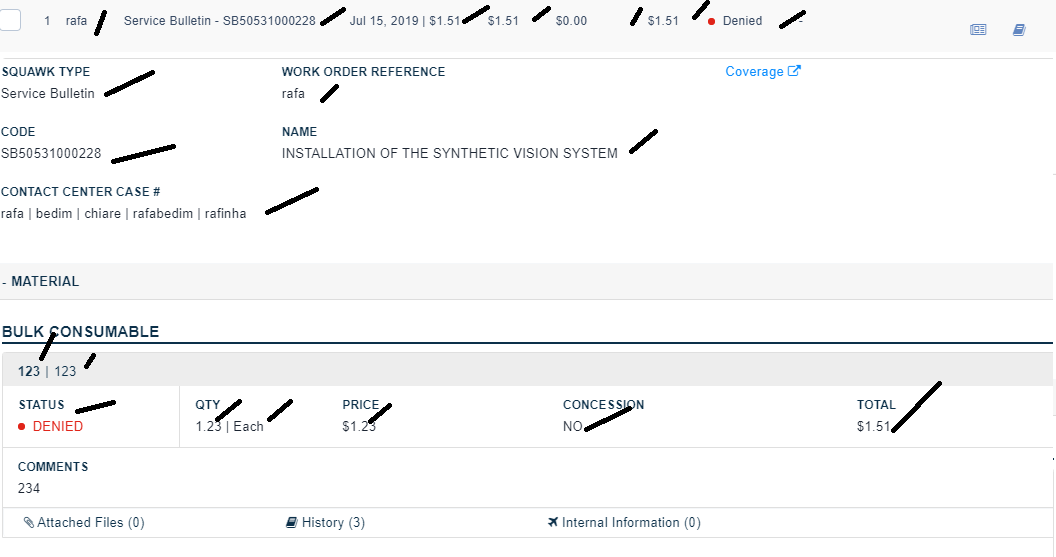 1 rafa Service Bulletin - SB50531000228 Jul 15, 2019 | $1.51 $1.51 $0.00 $1.51 Denied -
SQUAWK TYPE WORK ORDER REFERENCE Coverage
Service Bulletin rafa
CODE NAME
SB50531000228 INSTALLATION OF THE SYNTHETIC VISION SYSTEM
CONTACT CENTER CASE #
rafa | bedim | chiare | rafabedim | rafinha
- MATERIAL
BULK CONSUMABLE
123 | 123
STATUS QTY PRICE CONCESSION TOTAL
DENIED 1.23 | Each $1.23 NO $1.51
COMMENTS
234
Attached Files (0) History (3) Internal Information (0)